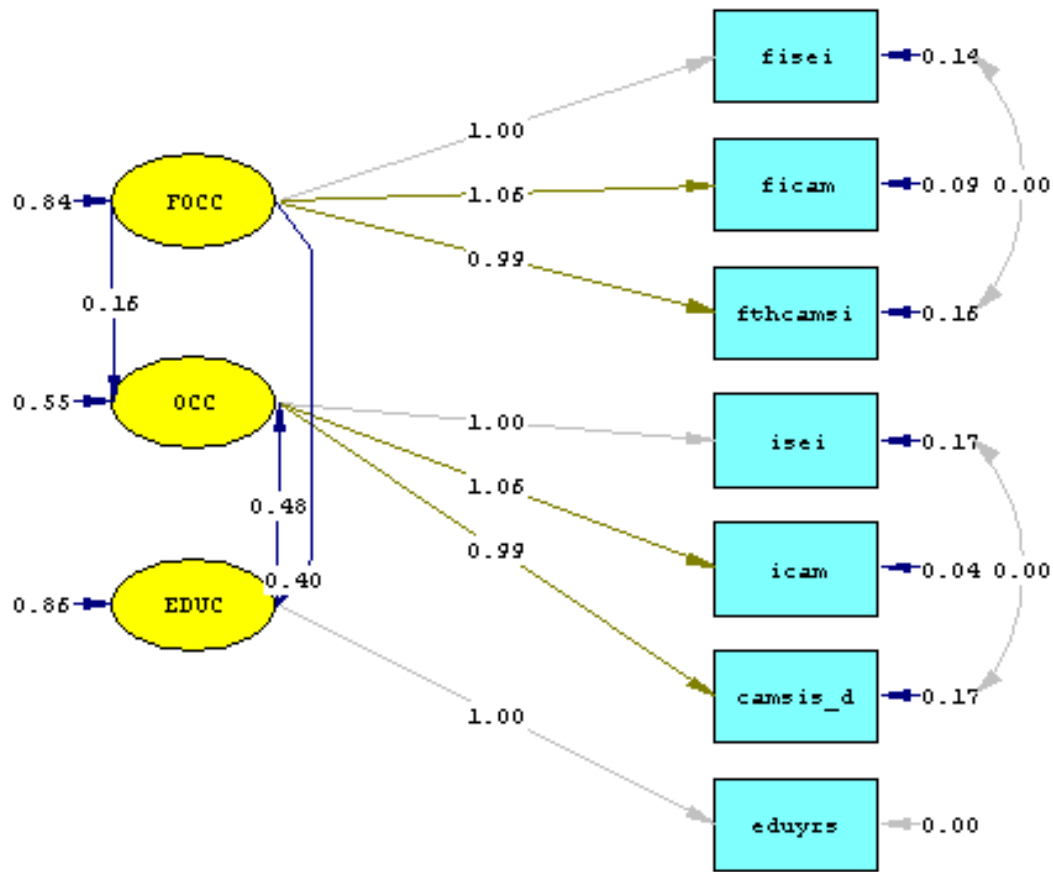 fisei
0.14
1.00
ficam
0.09
0.00
1.06
0.84
FOCC
0.99
0.16
fthcamsi
0.16
0.55
OCC
1.00
isei
0.17
1.06
0.48
0.99
icam
0.04
0.00
0.40
0.86
EDUC
camsis_d
0.17
1.00
eduyrs
0.00